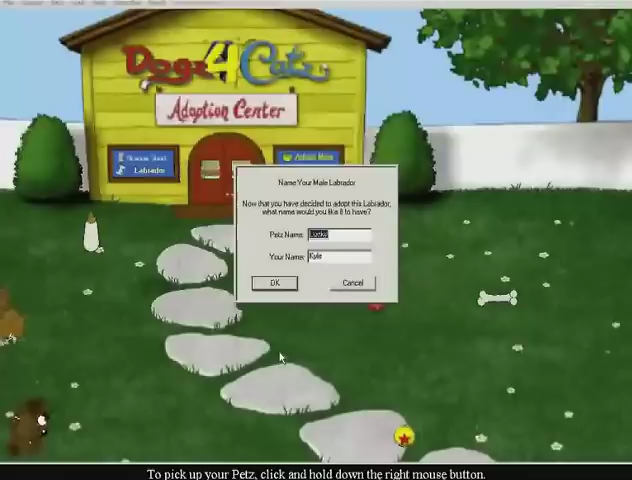 Dogz 4 Catz
Adoption Center
Labrador
Name Your Male Labrador
Now that you have decided to adopt this Labrador,
what name would you like it to have?
Petz Name:
Your Name: Kyle
OK Cancel
To pick up your Petz, click and hold down the right mouse button.